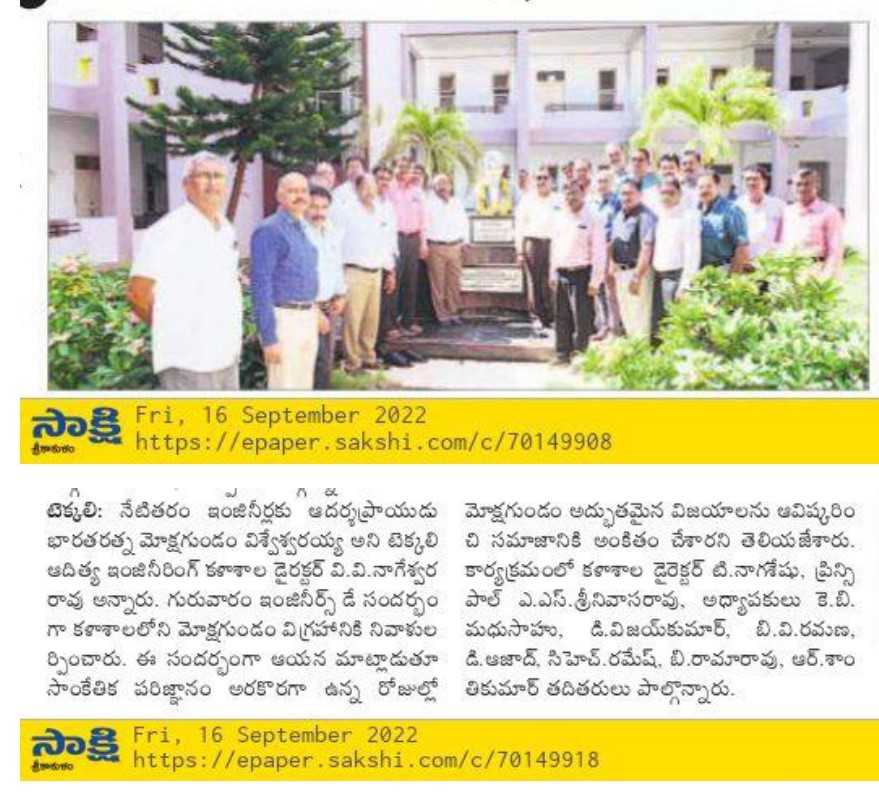 సాక్షి
శ్రీకాకుళం
Fri, 16 September 2022
https://epaper.sakshi.com/c/70149908
టెక్కలి: నేటితరం ఇంజినీర్లకు ఆదర్శప్రాయుడు
భారతరత్న మోక్షగుండం విశ్వేశ్వరయ్య అని టెక్కలి
ఆదిత్య ఇంజినీరింగ్ కళాశాల డైరక్టర్ వి.వి.నాగేశ్వర
రావు అన్నారు. గురువారం ఇంజినీర్స్ డే సందర్భం
గా కళాశాలలోని మోక్షగుండం విగ్రహానికి నివాళుల
ర్పించారు. ఈ సందర్భంగా ఆయన మాట్లాడుతూ
సాంకేతిక పరిజ్ఞానం అరకొరగా ఉన్న రోజుల్లో
మోక్షగుండం అద్భుతమైన విజయాలను ఆవిష్కరిం
చి సమాజానికి అంకితం చేశారని తెలియజేశారు.
కార్యక్రమంలో కళాశాల డైరెక్టర్ టి.నాగశేషు, ప్రిన్సి
పాల్ ఎ.ఎస్.శ్రీనివాసరావు, అధ్యాపకులు కె.బి.
మధుసాహు, డి.విజయ్‌కుమార్, బి.వి.రమణ,
డి.ఆజాద్, సిహెచ్.రమేష్, బి.రామారావు, ఆర్.శాం
తికుమార్ తదితరులు పాల్గొన్నారు.
సాక్షి
శ్రీకాకుళం
Fri, 16 September 2022
https://epaper.sakshi.com/c/70149918